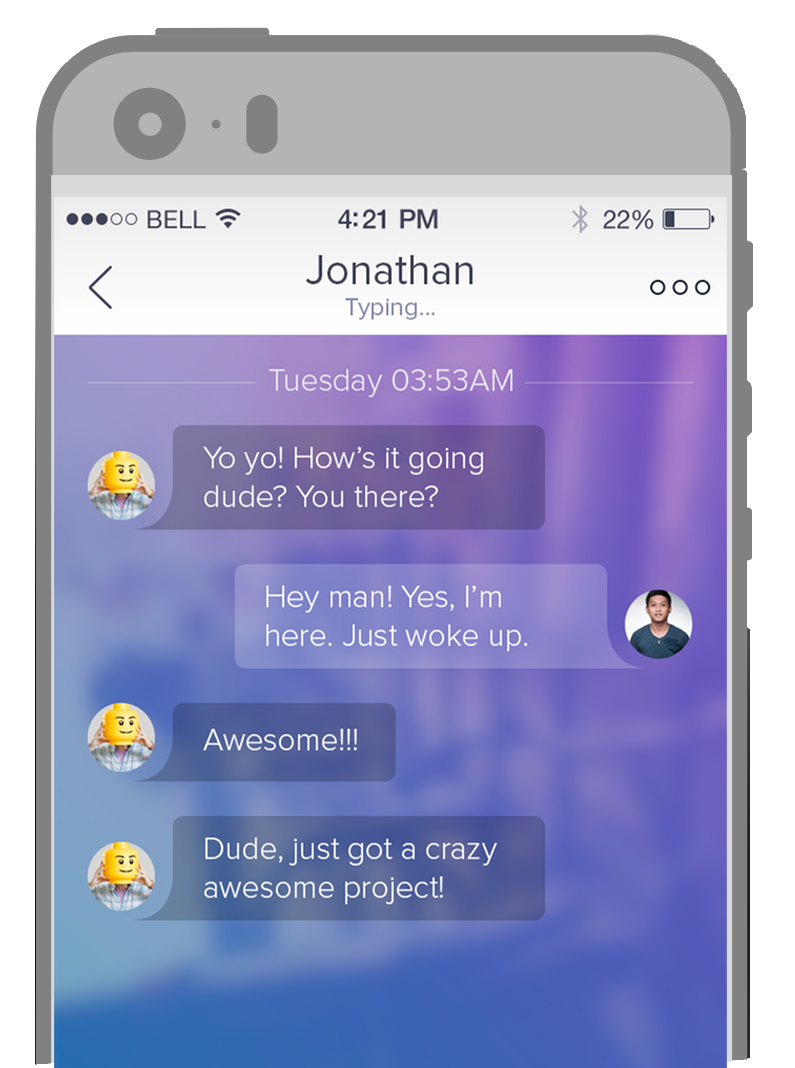 BELL 4:21 PM 22%
Jonathan
Typing...
Tuesday 03:53AM
Yo yo! How’s it going
dude? You there?
Hey man! Yes, I’m
here. Just woke up.
Awesome!!!
Dude, just got a crazy
awesome project!